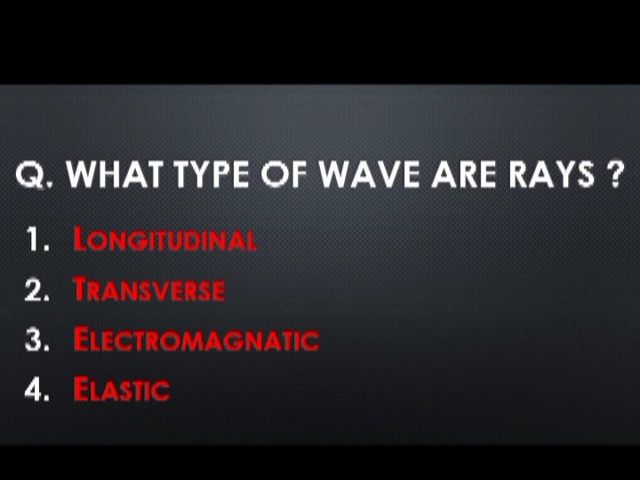 Q. WHAT TYPE OF WAVE ARE RAYS ?
1. LONGITUDINAL
2. TRANSVERSE
3. ELECTROMAGNATIC
4. ELASTIC